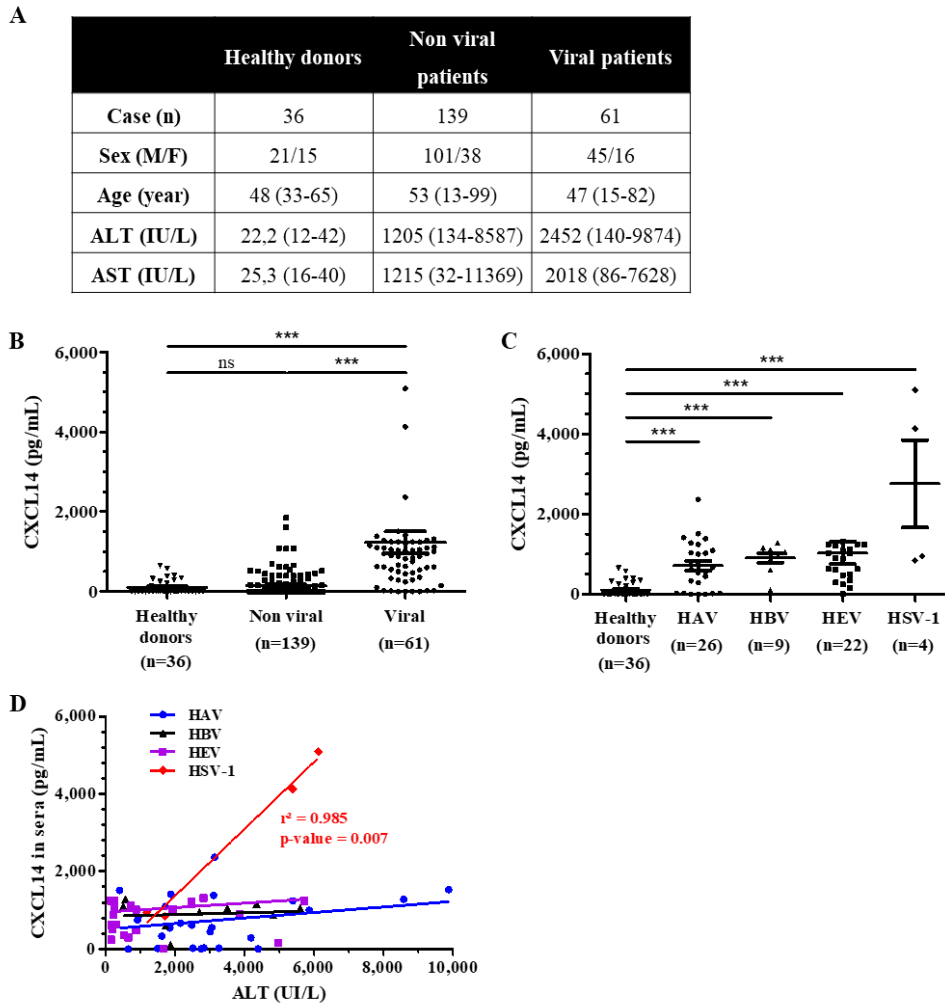 A
Healthy donors Non viral patients Viral patients
Case (n) 36 139 61
Sex (M/F) 21/15 101/38 45/16
Age (year) 48 (33-65) 53 (13-99) 47 (15-82)
ALT (IU/L) 22,2 (12-42) 1205 (134-8587) 2452 (140-9874)
AST (IU/L) 25,3 (16-40) 1215 (32-11369) 2018 (86-7628)
B
CXCL14 (pg/mL)
6,000
4,000
2,000
0
***
ns ***
Healthy donors (n=36)
Non viral (n=139)
Viral (n=61)
C
CXCL14 (pg/mL)
6,000
4,000
2,000
0
***
***
***
***
Healthy donors (n=36)
HAV (n=26)
HBV (n=9)
HEV (n=22)
HSV-1 (n=4)
D
CXCL14 in sera (pg/mL)
6,000
4,000
2,000
0
HAV
HBV
HEV
HSV-1
r² = 0.985
p-value = 0.007
0 2,000 4,000 6,000 8,000 10,000
ALT (UI/L)